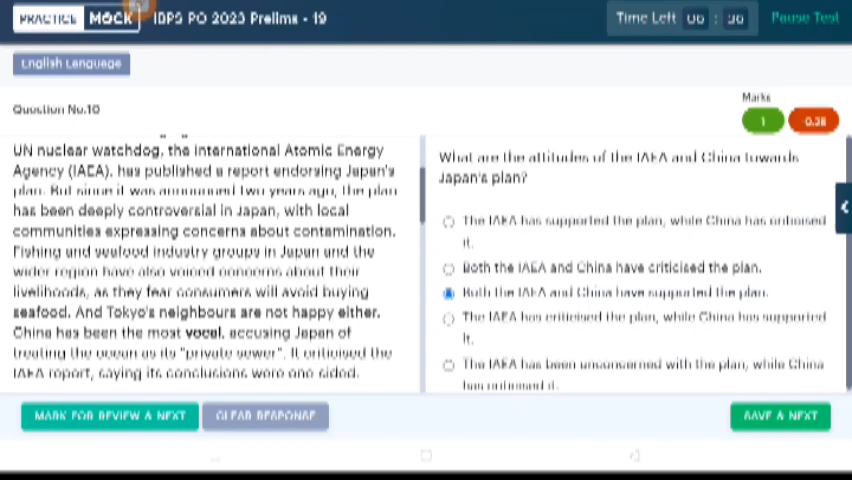 PRACTICE MOCK IBPS PO 2023 Prelims - 19
Time Left : Pause Test
English Language
Question No.10
Marks
1
UN nuclear watchdog, the international Atomic Energy
Agency (IAEA), has published a report endorsing Japan's
plan. But since it was announced two years ago, the plan
has been deeply controversial in Japan, with local
communities expressing concerns about contamination.
Fishing and seafood industry groups in Japan and the
wider region have also voiced concerns about their
livelihoods, as they fear consumers will avoid buying
seafood. And Tokyo's neighbours are not happy either.
China has been the most vocal, accusing Japan of
treating the ocean as its "private sewer". It criticised the
IAEA report, saying its conclusions were one sided.
What are the attitudes of the IAEA and China towards
Japan's plan?
The IAEA has supported the plan, while China has criticised
it.
Both the IAEA and China have criticised the plan.
Both the IAEA and China have supported the plan.
The IAEA has criticised the plan, while China has supported
it.
The IAEA has been unconcerned with the plan, while China
has criticised it.
MARK FOR REVIEW & NEXT CLEAR RESPONSE SAVE & NEXT